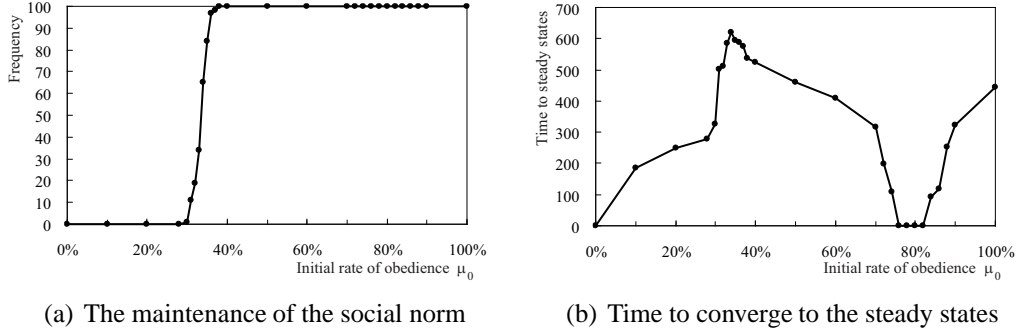 Frequency
100
90
80
70
60
50
40
30
20
10
0
0% 20% 40% 60% 80% 100%
Initial rate of obedience μ0
(a) The maintenance of the social norm
Time to steady states
700
600
500
400
300
200
100
0
0% 20% 40% 60% 80% 100%
Initial rate of obedience μ0
(b) Time to converge to the steady states